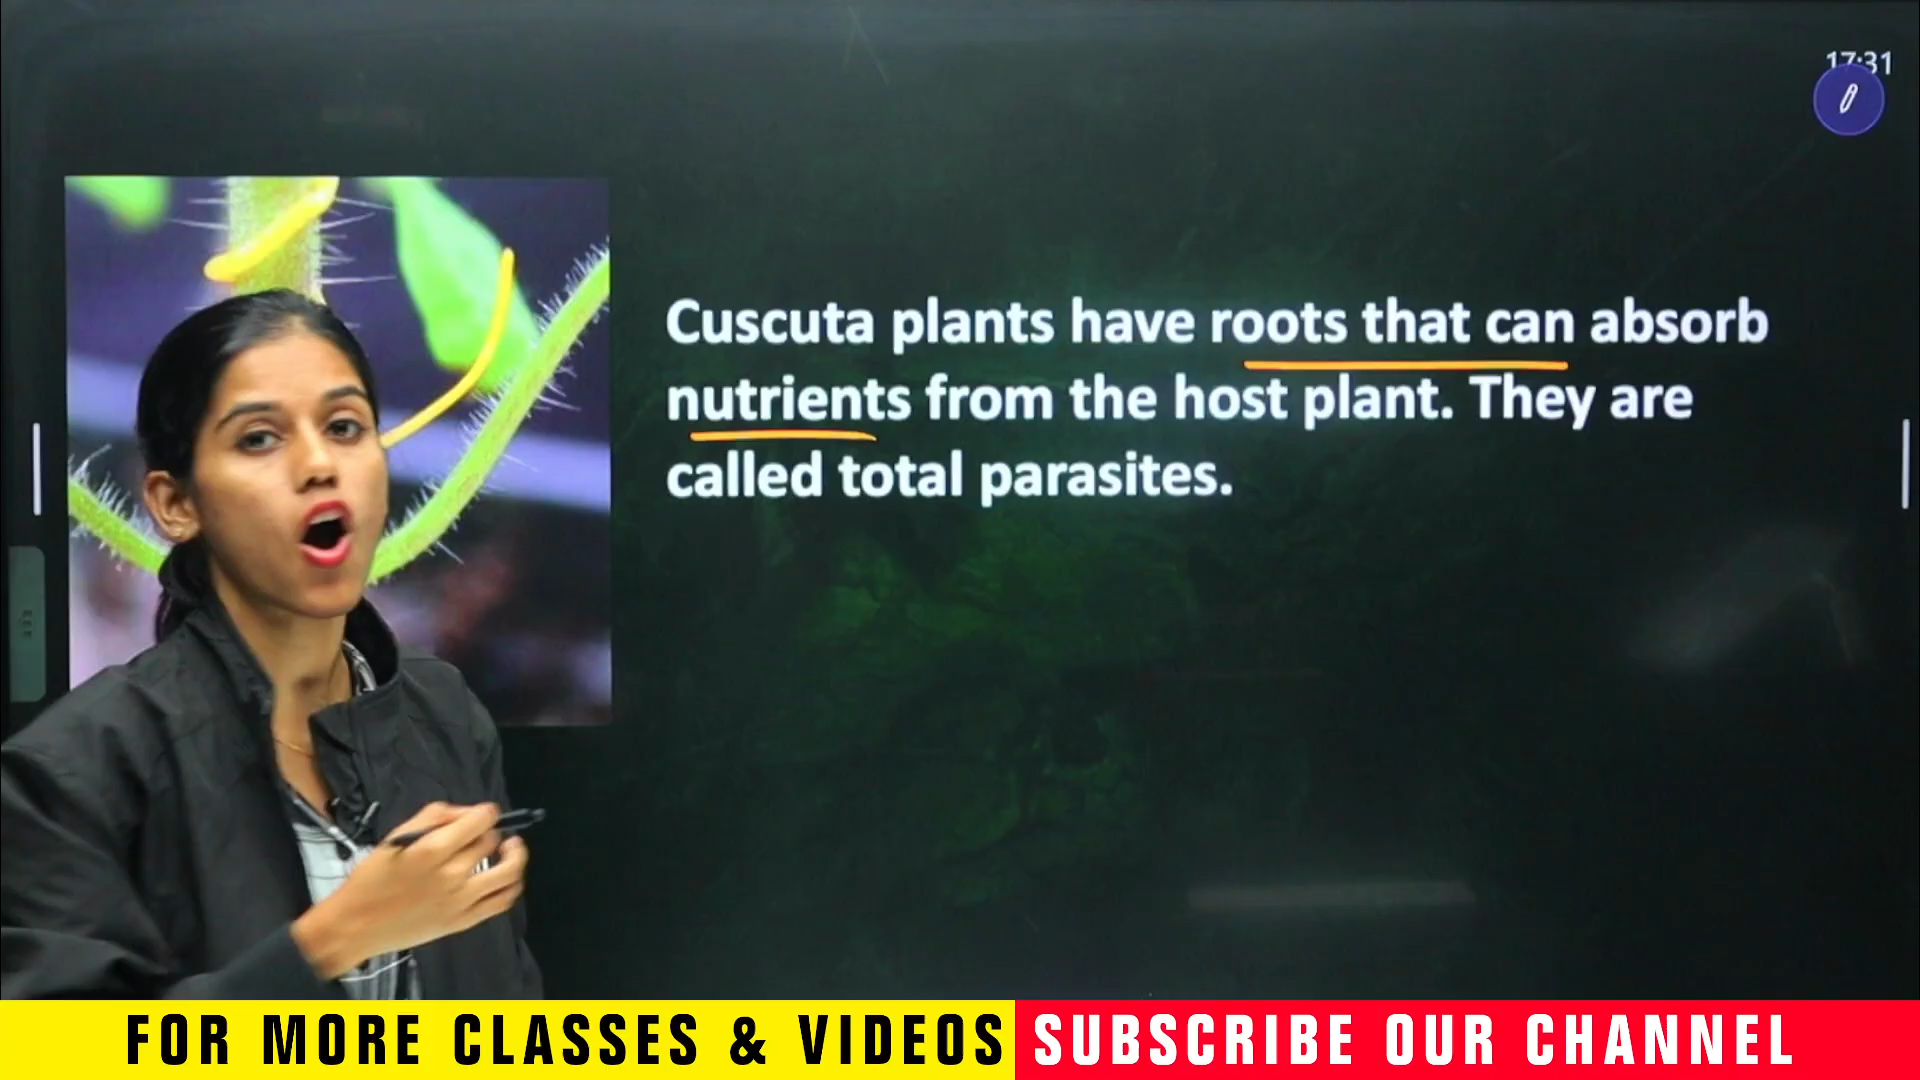 17:31
Cuscuta plants have roots that can absorb
nutrients from the host plant. They are
called total parasites.
FOR MORE CLASSES & VIDEOS SUBSCRIBE OUR CHANNEL